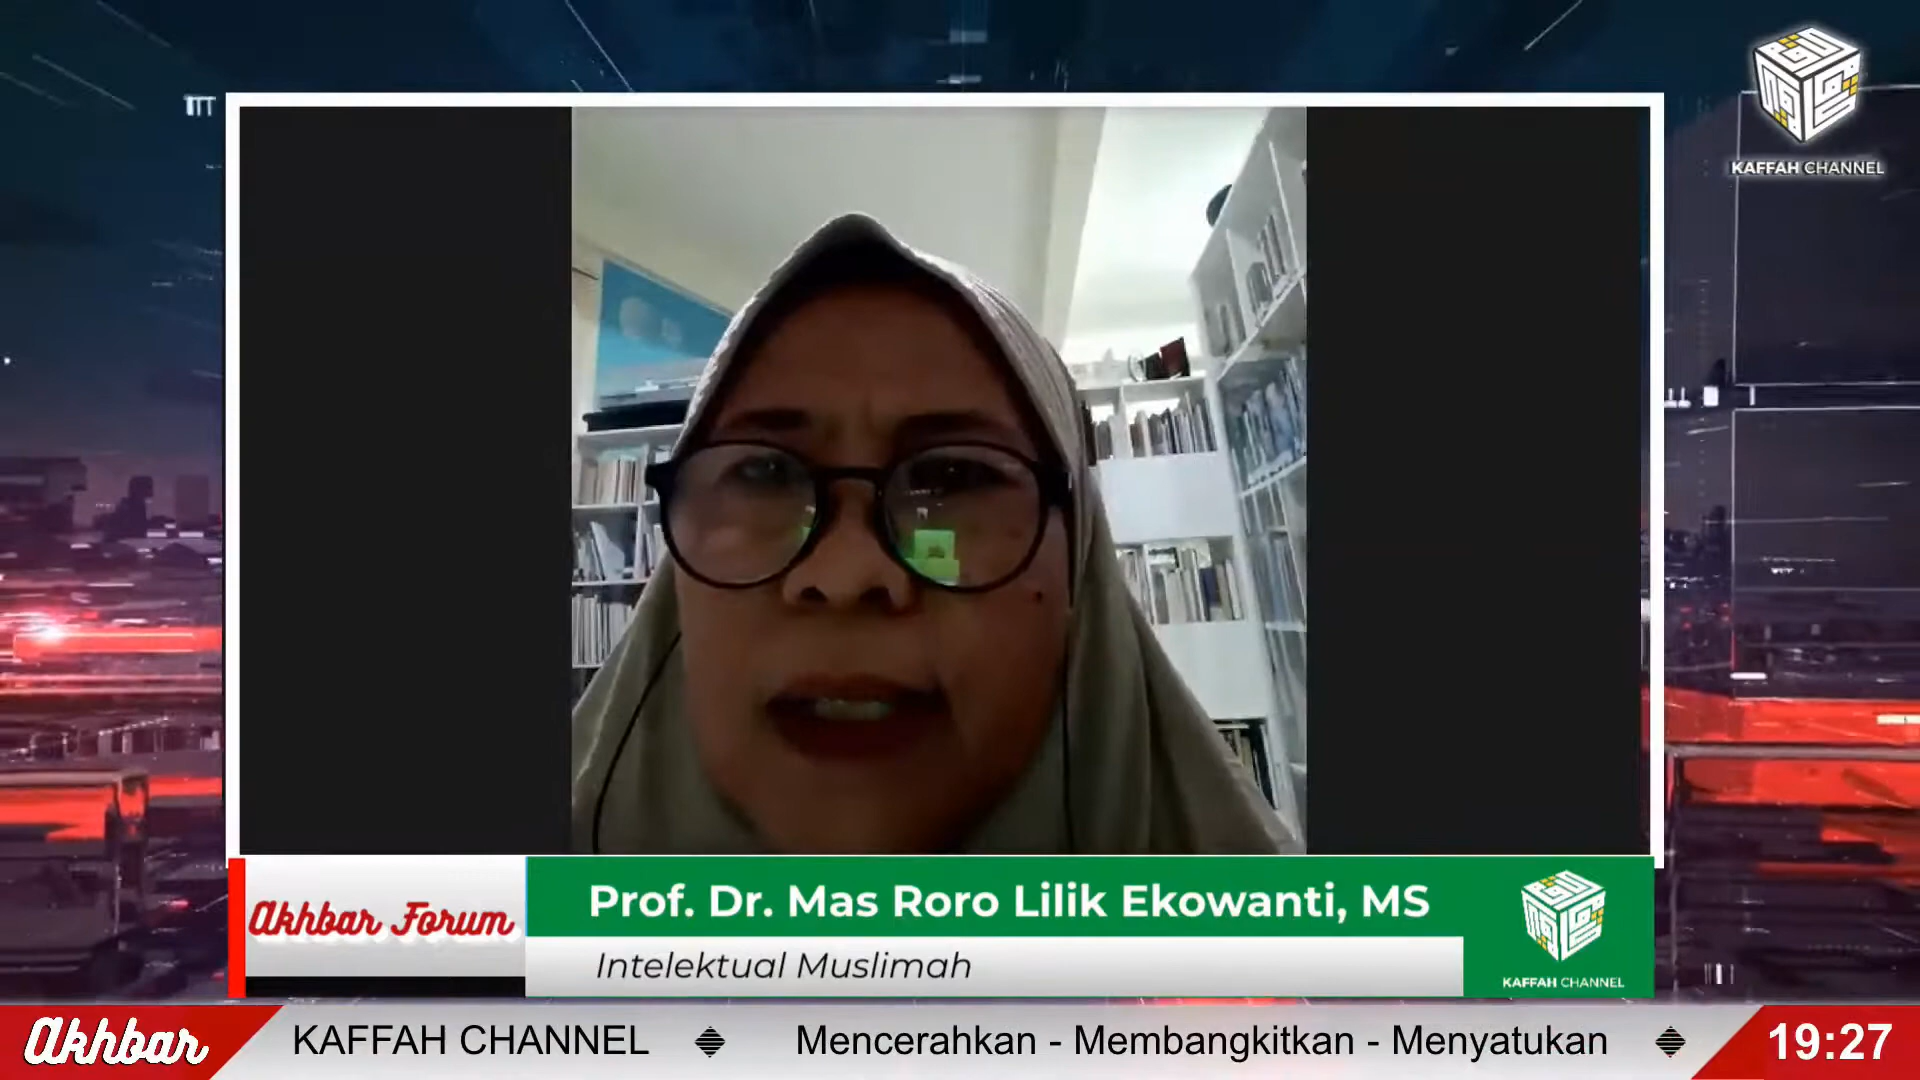 KAFFAH CHANNEL
Akhbar Forum
Prof. Dr. Mas Roro Lilik Ekowanti, MS
Intelektual Muslimah
KAFFAH CHANNEL
Akhbar
KAFFAH CHANNEL
Mencerahkan - Membangkitkan - Menyatukan
19:27